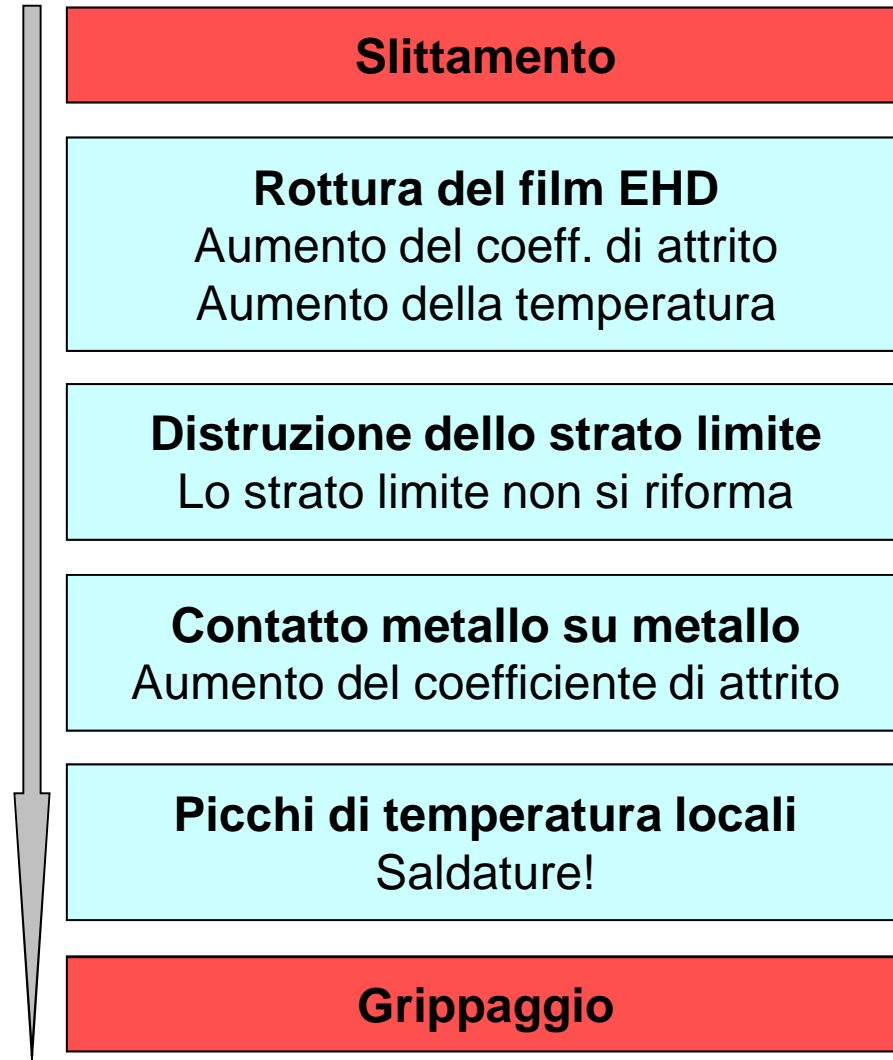 Slittamento
Rottura del film EHD
Aumento del coeff. di attrito
Aumento della temperatura
Distruzione dello strato limite
Lo strato limite non si riforma
Contatto metallo su metallo
Aumento del coefficiente di attrito
Picchi di temperatura locali
Saldature!
Grippaggio